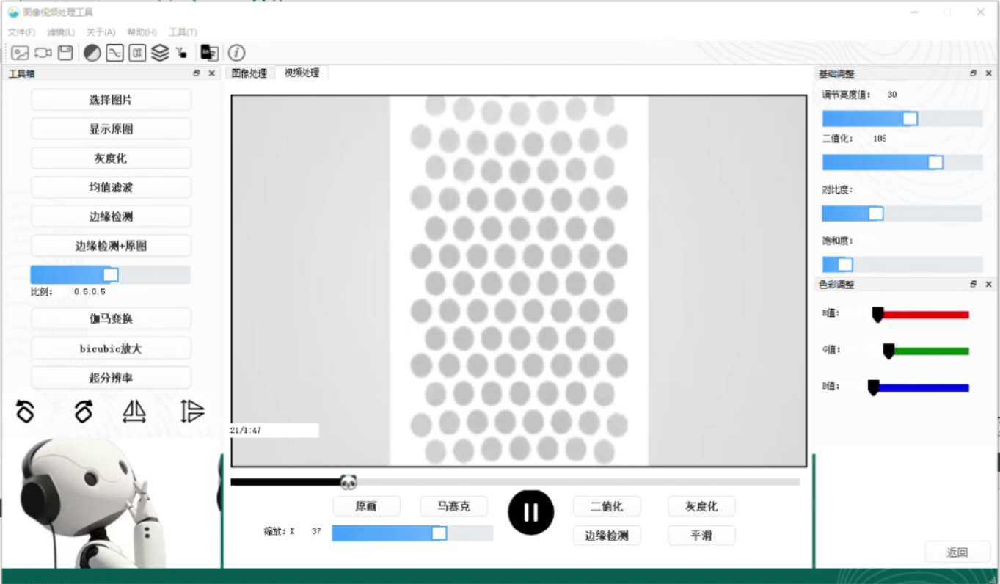 图像视频处理工具
文件(F) 滤镜(L) 关于(A) 帮助(H) 工具(T)
工具箱
图像处理 视频处理
基础调整
选择图片
显示原图
灰度化
均值滤波
边缘检测
边缘检测+原图
比例: 0.5:0.5
伽马变换
bicubic放大
超分辨率
21/1:47
原画 马赛克 二值化 灰度化
缩放: X 37
边缘检测 平滑
调节亮度值: 30
二值化: 185
对比度:
饱和度:
色彩调整
R值:
G值:
B值:
返回